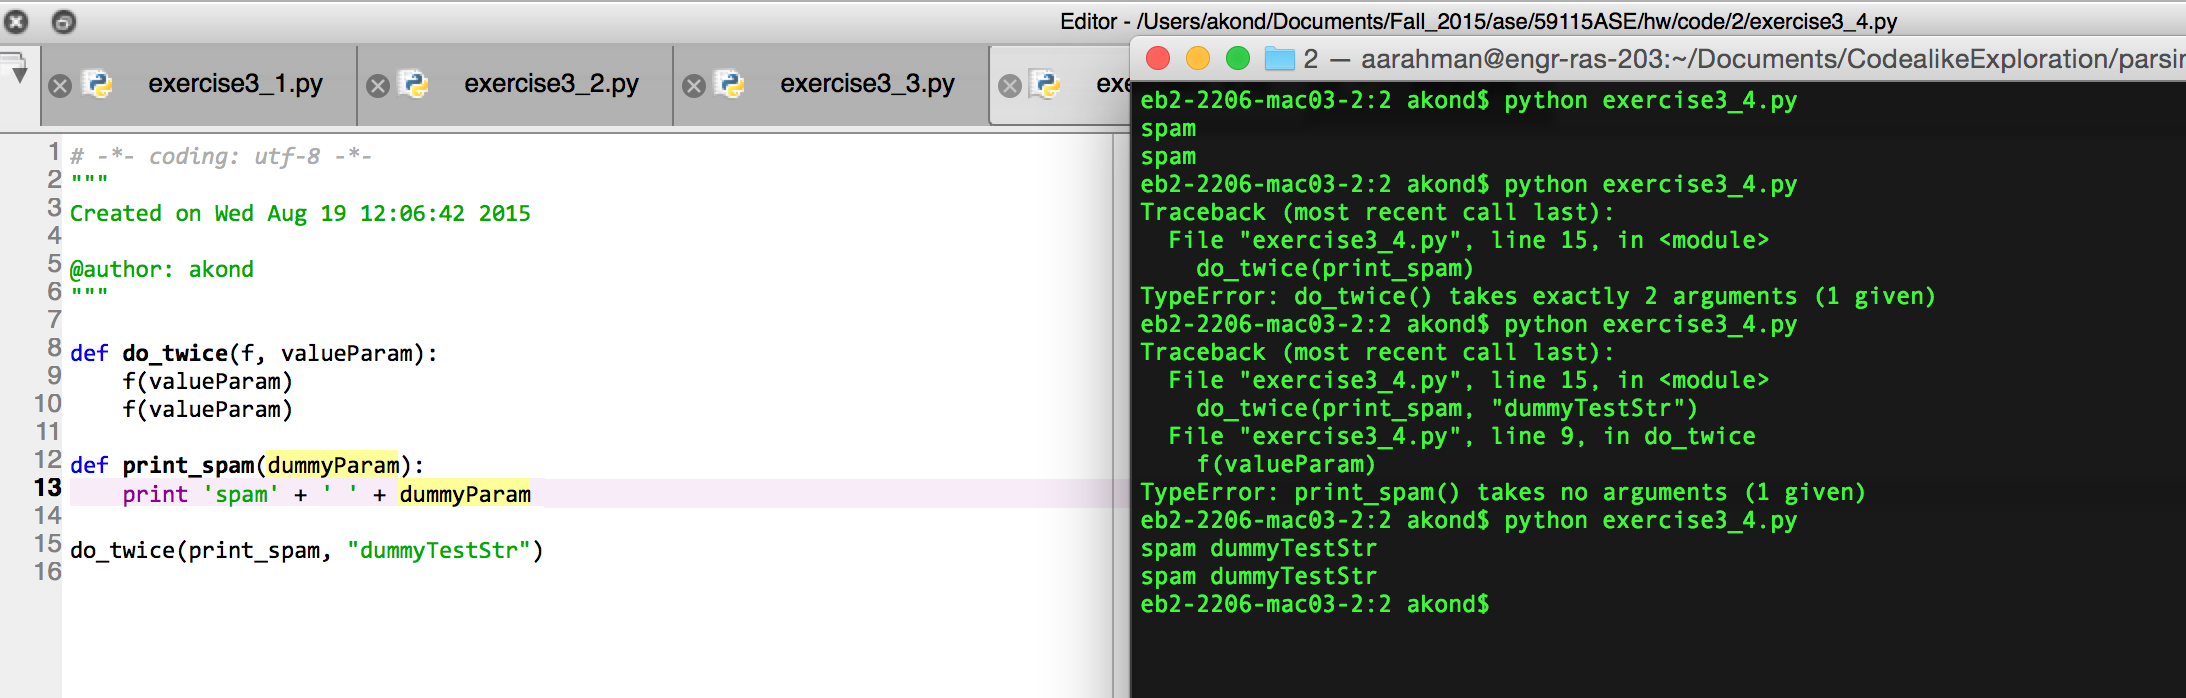 Editor - /Users/akond/Documents/Fall_2015/ase/59115ASE/hw/code/2/exercise3_4.py
exercise3_1.py
exercise3_2.py
exercise3_3.py
exe
1 # -*- coding: utf-8 -*-
2 """
3 Created on Wed Aug 19 12:06:42 2015
4
5 @author: akond
6 """
7
8 def do_twice(f, valueParam):
9     f(valueParam)
10     f(valueParam)
11
12 def print_spam(dummyParam):
13     print 'spam' + ' ' + dummyParam
14
15 do_twice(print_spam, "dummyTestStr")
16
2 — aarahman@engr-ras-203:~/Documents/CodealikeExploration/parsin
eb2-2206-mac03-2:2 akond$ python exercise3_4.py
spam
spam
eb2-2206-mac03-2:2 akond$ python exercise3_4.py
Traceback (most recent call last):
  File "exercise3_4.py", line 15, in <module>
    do_twice(print_spam)
TypeError: do_twice() takes exactly 2 arguments (1 given)
eb2-2206-mac03-2:2 akond$ python exercise3_4.py
Traceback (most recent call last):
  File "exercise3_4.py", line 15, in <module>
    do_twice(print_spam, "dummyTestStr")
  File "exercise3_4.py", line 9, in do_twice
    f(valueParam)
TypeError: print_spam() takes no arguments (1 given)
eb2-2206-mac03-2:2 akond$ python exercise3_4.py
spam dummyTestStr
spam dummyTestStr
eb2-2206-mac03-2:2 akond$